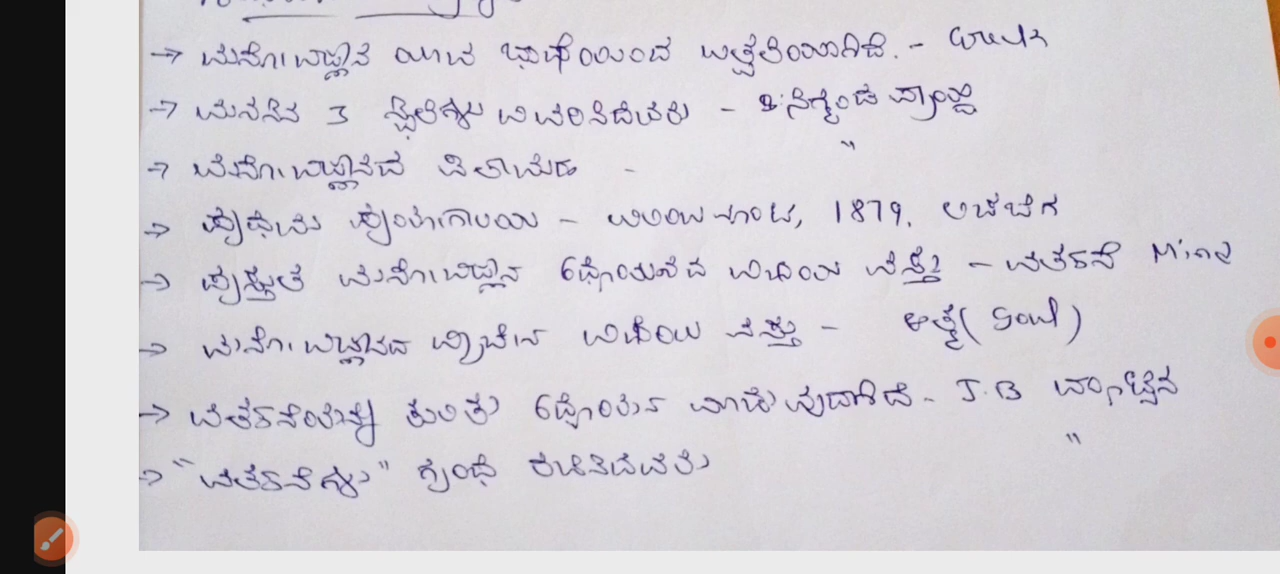 → ಮನೋವಿಜ್ಞಾನ ಯಾವ ಭಾಷೆಯಿಂದ ಉತ್ಪತಿಯಾಗಿದೆ. - Greek
→ ಮನಸಿನ 3 ಸ್ಥಿತಿಗಳು ವಿವರಿಸಿದವರು - ಸಿಗ್ಮಂಡ ಪ್ರಾಯ್ಡ
→ ಮನೋವಿಜ್ಞಾನದ ಪಿತಾಮಹ - "
→ ಪ್ರಥಮ ಪ್ರಯೋಗಾಲಯ - ವಿಲಿಯಮಂಟ, 1879,
→ ಪ್ರಸ್ತುತ ಮನೋವಿಜ್ಞಾನ ಅಧ್ಯಯನದ ವಿಷಯ ವಸ್ತು - ವರ್ತನೆ Mind
→ ಮನೋವಿಜ್ಞಾನದ ಪ್ರಾಚೀನ ವಿಷಯ ವಸ್ತು - ಆತ್ಮ (Soul)
→ ವರ್ತನೆಯನ್ನು ಕುರಿತು ಅಧ್ಯಯನ ಮಾಡುವುದಾಗಿದೆ - J.B ವ್ಯಾಟ್ಸನ
→ "ವರ್ತನೆಗಳು" ಗ್ರಂಥ ರಚಿಸಿದವರು "